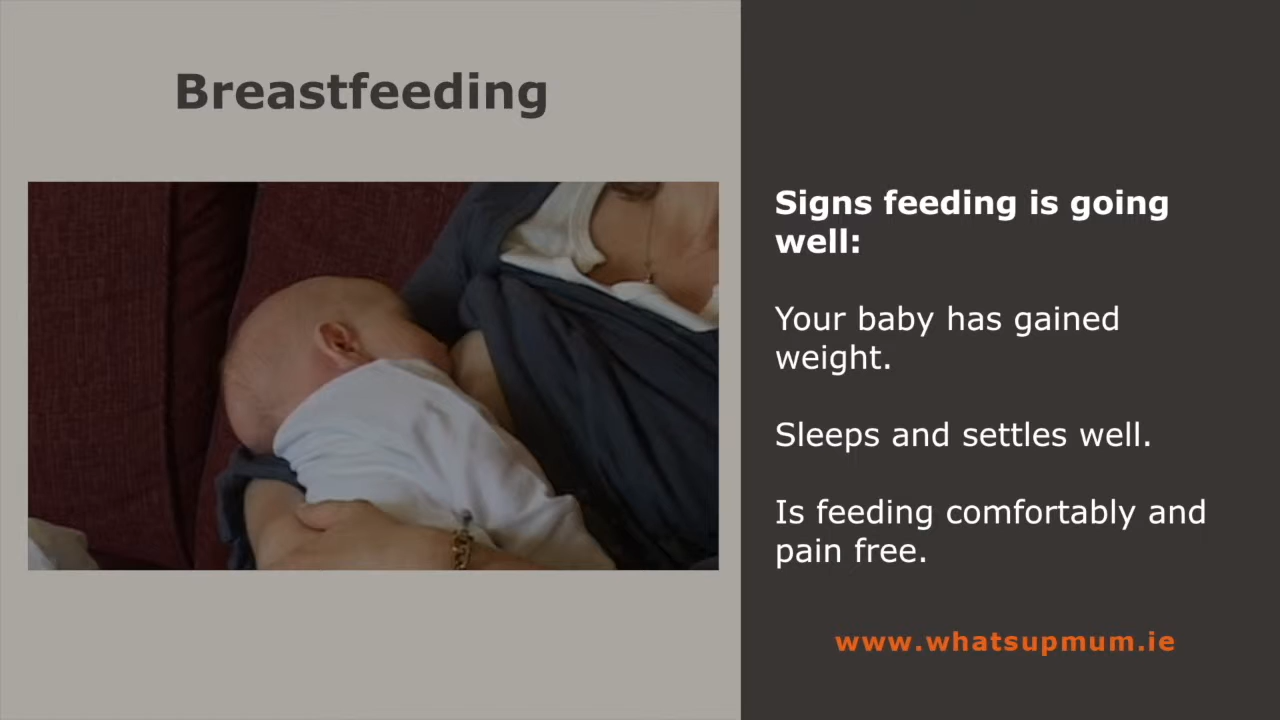 Breastfeeding
Signs feeding is going
well:
Your baby has gained
weight.
Sleeps and settles well.
Is feeding comfortably and
pain free.
www.whatsupmum.ie